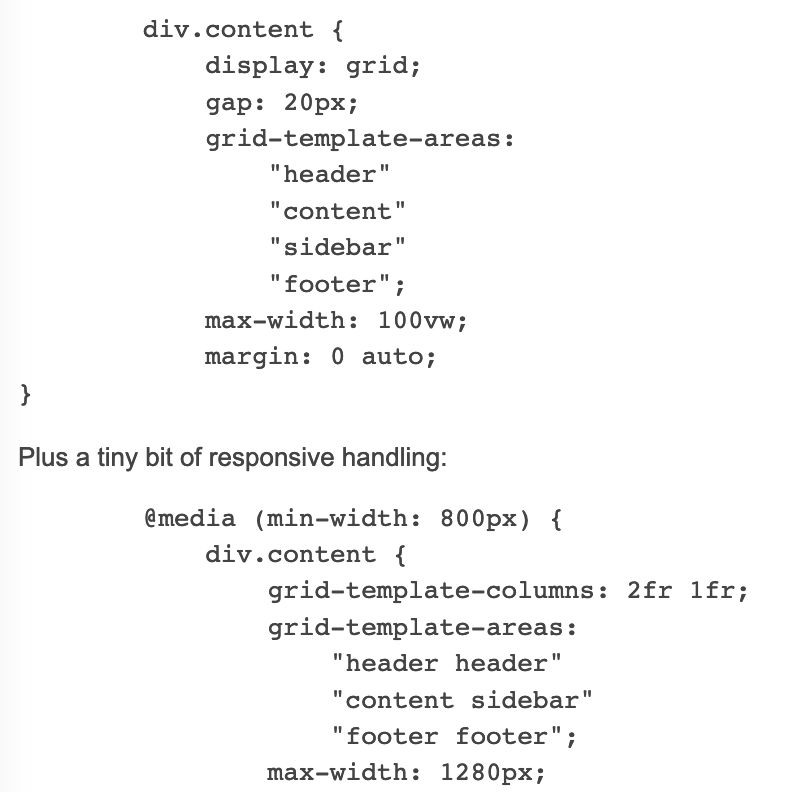 div.content {
display: grid;
gap: 20px;
grid-template-areas:
"header"
"content"
"sidebar"
"footer";
max-width: 100vw;
margin: 0 auto;
}
Plus a tiny bit of responsive handling:
@media (min-width: 800px) {
div.content {
grid-template-columns: 2fr 1fr;
grid-template-areas:
"header header"
"content sidebar"
"footer footer";
max-width: 1280px;